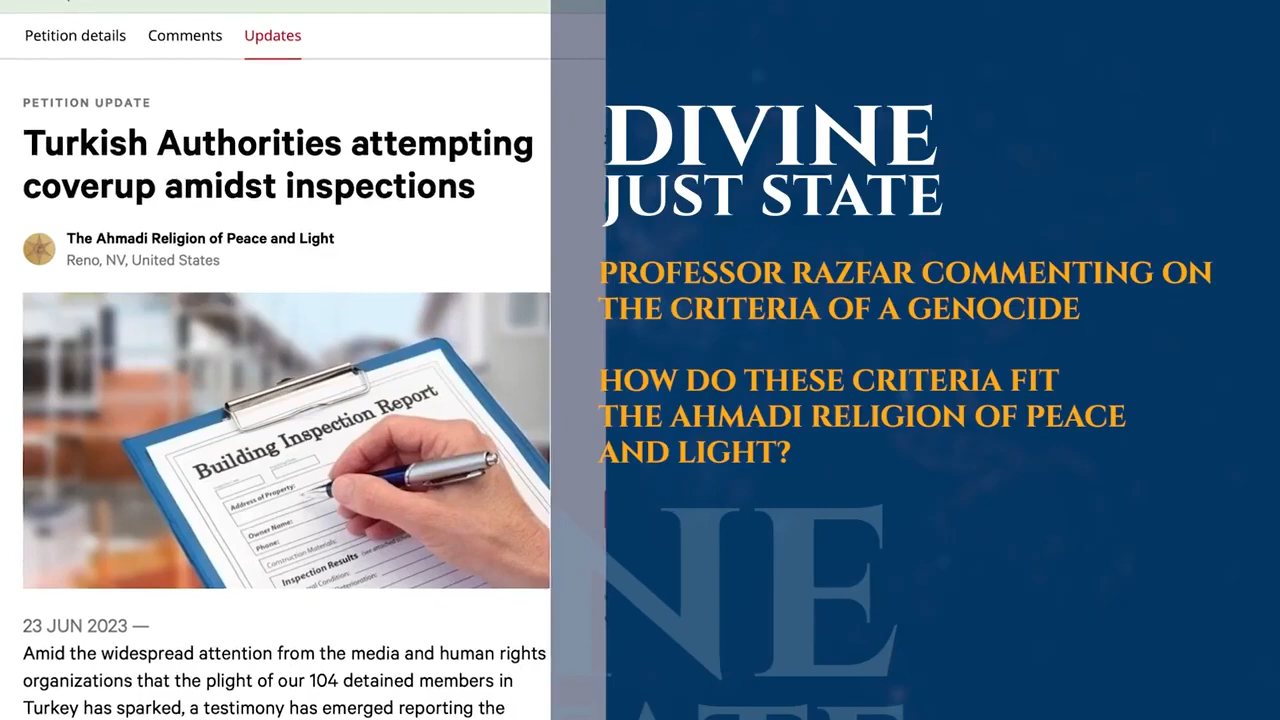 Petition details Comments Updates
PETITION UPDATE
Turkish Authorities attempting
coverup amidst inspections
The Ahmadi Religion of Peace and Light
Reno, NV, United States
Building Inspection Report
Address of Property:
Owner Name:
Phone:
Construction Materials:
Inspection Results
23 JUN 2023 —
Amid the widespread attention from the media and human rights
organizations that the plight of our 104 detained members in
Turkey has sparked, a testimony has emerged reporting the
DIVINE
JUST STATE
PROFESSOR RAZFAR COMMENTING ON
THE CRITERIA OF A GENOCIDE
HOW DO THESE CRITERIA FIT
THE AHMADI RELIGION OF PEACE
AND LIGHT?
NE
STATE